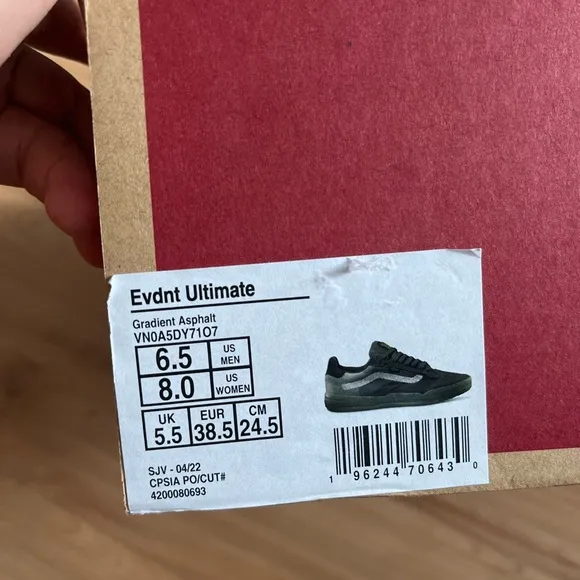 Evdnt Ultimate
Gradient Asphalt
VN0A5DY71O7
6.5 US MEN
8.0 US WOMEN
UK 5.5 EUR 38.5 CM 24.5
SJV - 04/22
CPSIA PO/CUT#
4200080693
1 96244 70643 0